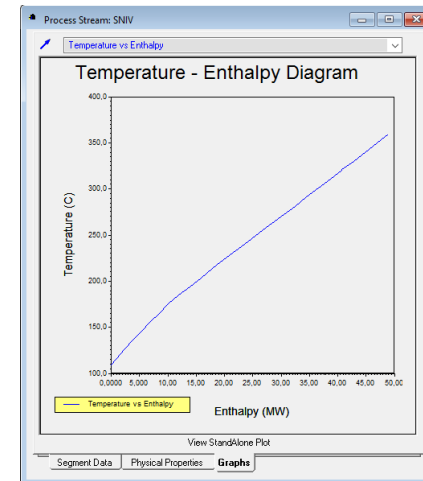 Process Stream: SNIV
Temperature vs Enthalpy
Temperature - Enthalpy Diagram
400,0
350,0
300,0
250,0
200,0
150,0
100,0
Temperature (C)
0,0000 5,000 10,00 15,00 20,00 25,00 30,00 35,00 40,00 45,00 50,00
Temperature vs Enthalpy
Enthalpy (MW)
View StandAlone Plot
Segment Data Physical Properties Graphs